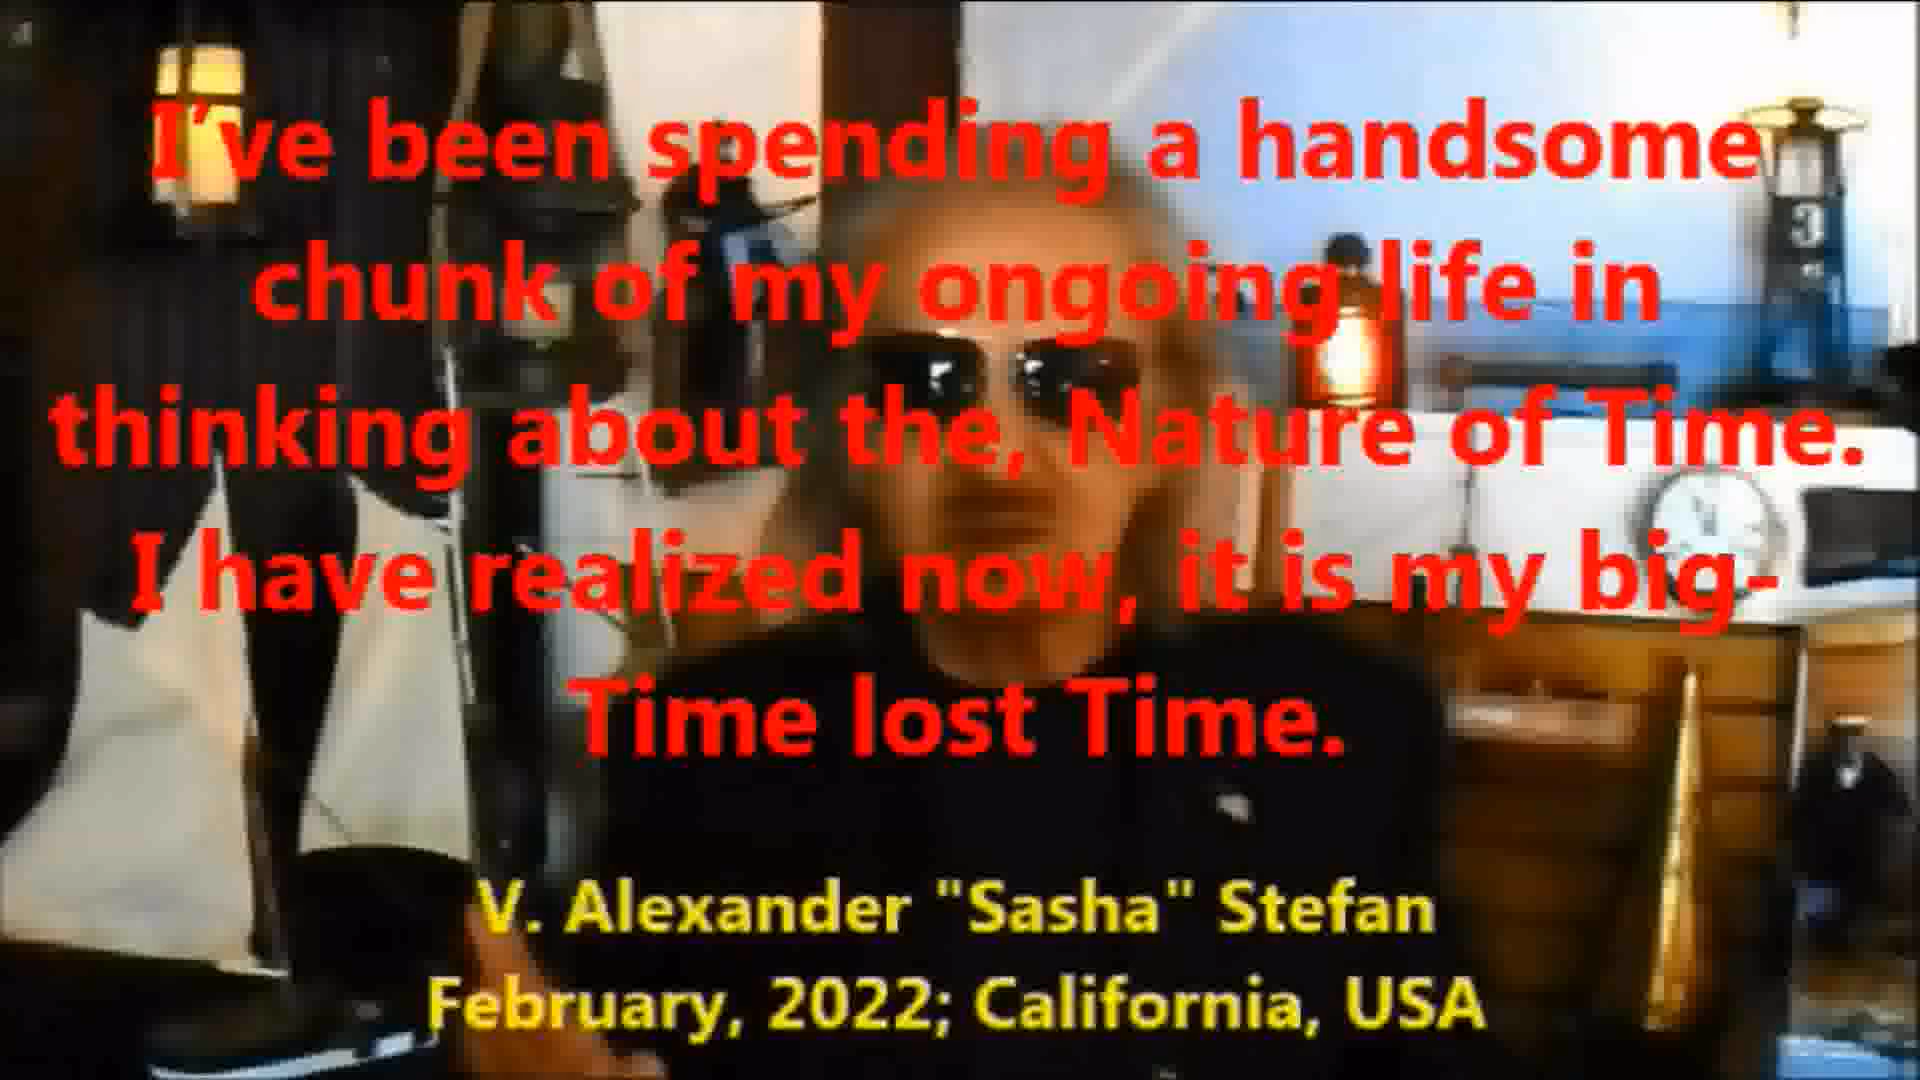 I've been spending a handsome
chunk of my ongoing life in
thinking about the, Nature of Time.
I have realized now, it is my big-
Time lost Time.
V. Alexander "Sasha" Stefan
February, 2022; California, USA
3